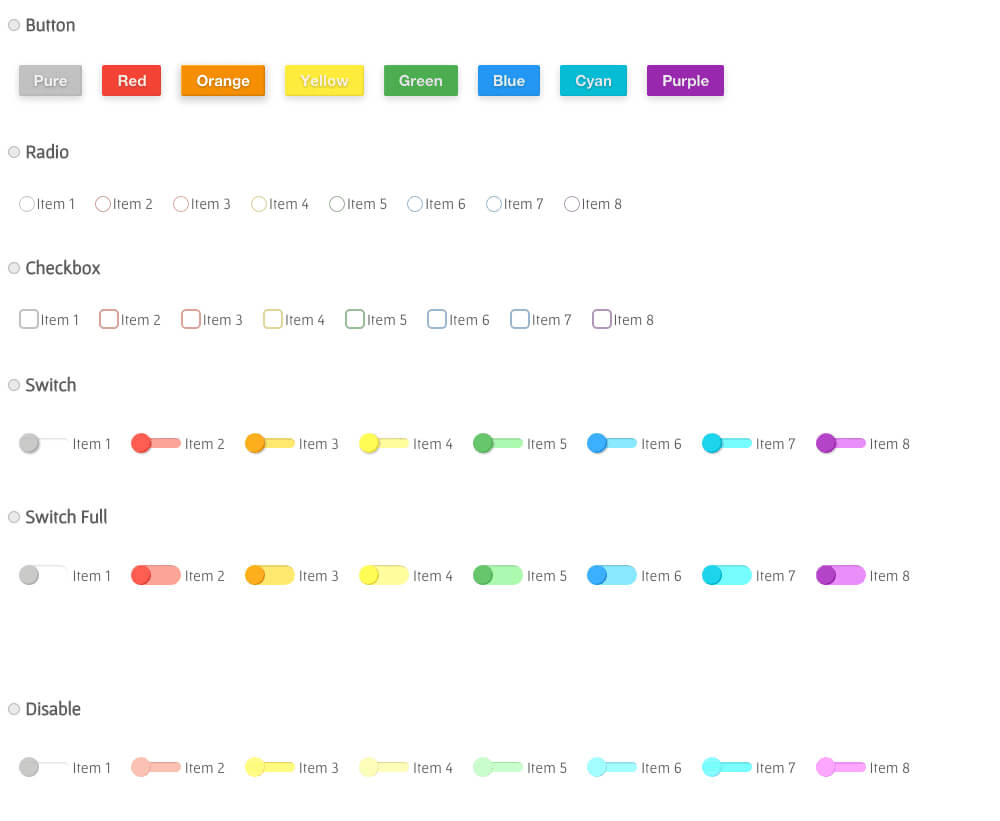 Button
Pure Red Orange Yellow Green Blue Cyan Purple
Radio
Item 1 Item 2 Item 3 Item 4 Item 5 Item 6 Item 7 Item 8
Checkbox
Item 1 Item 2 Item 3 Item 4 Item 5 Item 6 Item 7 Item 8
Switch
Item 1 Item 2 Item 3 Item 4 Item 5 Item 6 Item 7 Item 8
Switch Full
Item 1 Item 2 Item 3 Item 4 Item 5 Item 6 Item 7 Item 8
Disable
Item 1 Item 2 Item 3 Item 4 Item 5 Item 6 Item 7 Item 8